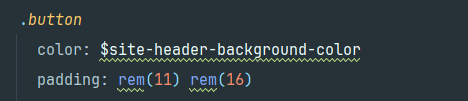 .button
color: $site-header-background-color
padding: rem(11) rem(16)